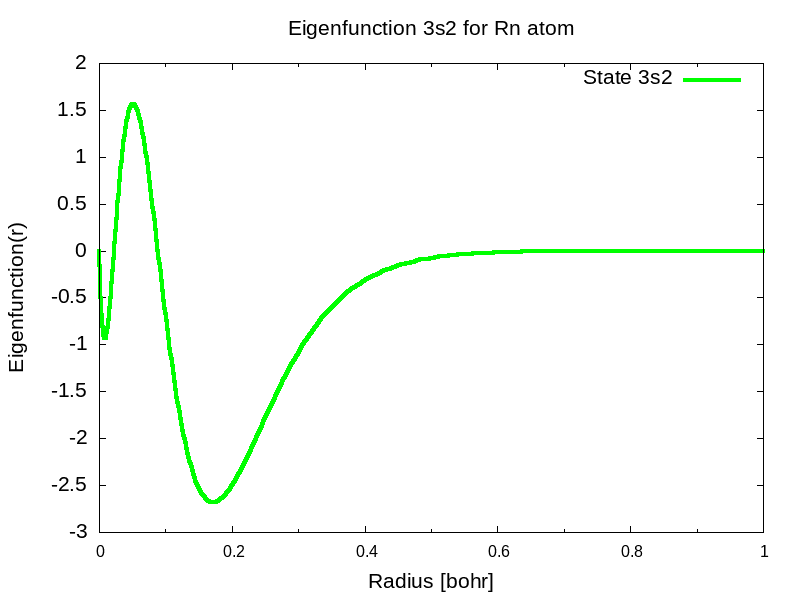 Eigenfunction 3s2 for Rn atom
State 3s2
2
1.5
1
0.5
0
-0.5
-1
-1.5
-2
-2.5
-3
Eigenfunction(r)
0 0.2 0.4 0.6 0.8 1
Radius [bohr]